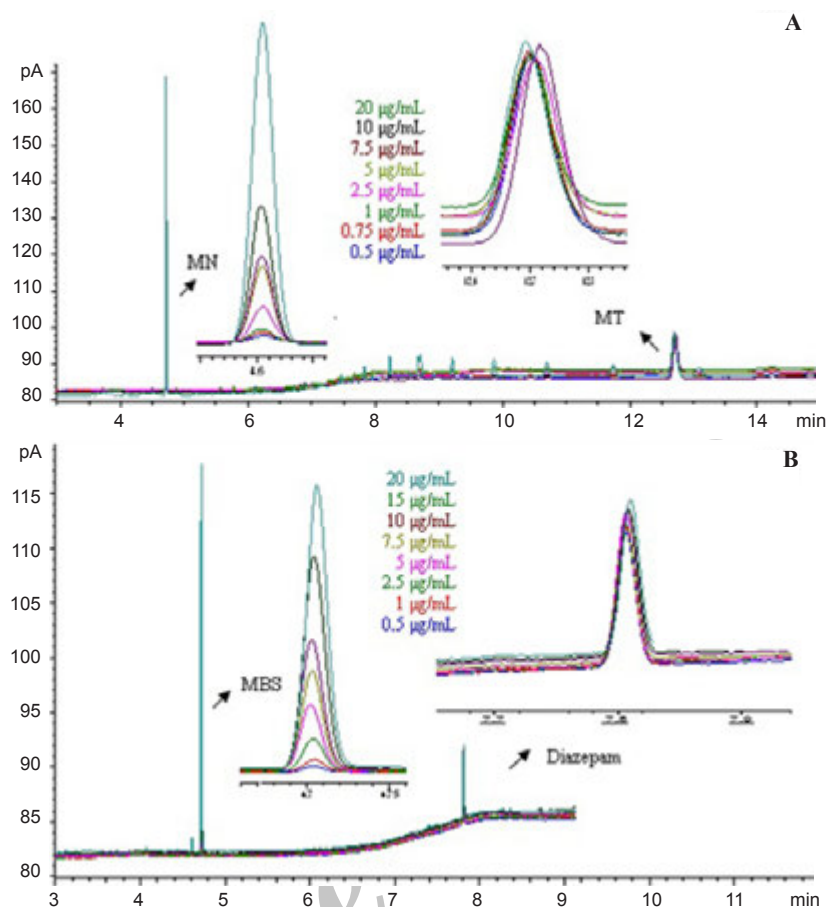 A
pA
160
150
140
130
120
110
100
90
80
20 µg/mL
10 µg/mL
7.5 µg/mL
5 µg/mL
2.5 µg/mL
1 µg/mL
0.75 µg/mL
0.5 µg/mL
MN
MT
4.6
4 6 8 10 12 14 min
B
pA
115
110
105
100
95
90
85
80
20 µg/mL
15 µg/mL
10 µg/mL
7.5 µg/mL
5 µg/mL
2.5 µg/mL
1 µg/mL
0.5 µg/mL
MBS
Diazepam
3 4 5 6 7 8 9 10 11 min